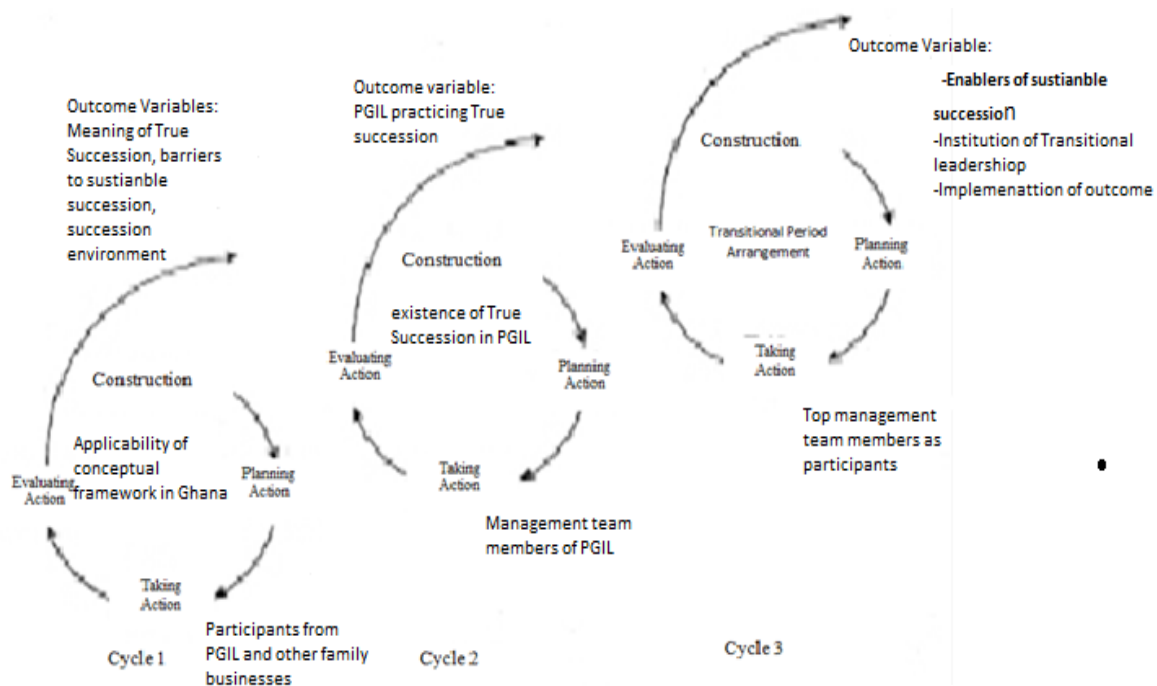 Outcome Variables:
Meaning of True
Succession, barriers
to sustianble
succession,
succession
environment
Construction
Applicability of
conceptual
framework in Ghana
Evaluating
Action
Planning
Action
Taking
Action
Participants from
PGIL and other family
businesses
Cycle 1
Outcome variable:
PGIL practicing True
succession
Construction
existence of True
Succession in PGIL
Evaluating
Action
Planning
Action
Taking
Action
Management team
members of PGIL
Cycle 2
Outcome Variable:
-Enablers of sustianble
succession
-Institution of Transitional
leadershiop
-Implemenattion of outcome
Construction
Transitional Period
Arrangement
Evaluating
Action
Planning
Action
Taking
Action
Top management
team members as
participants
Cycle 3